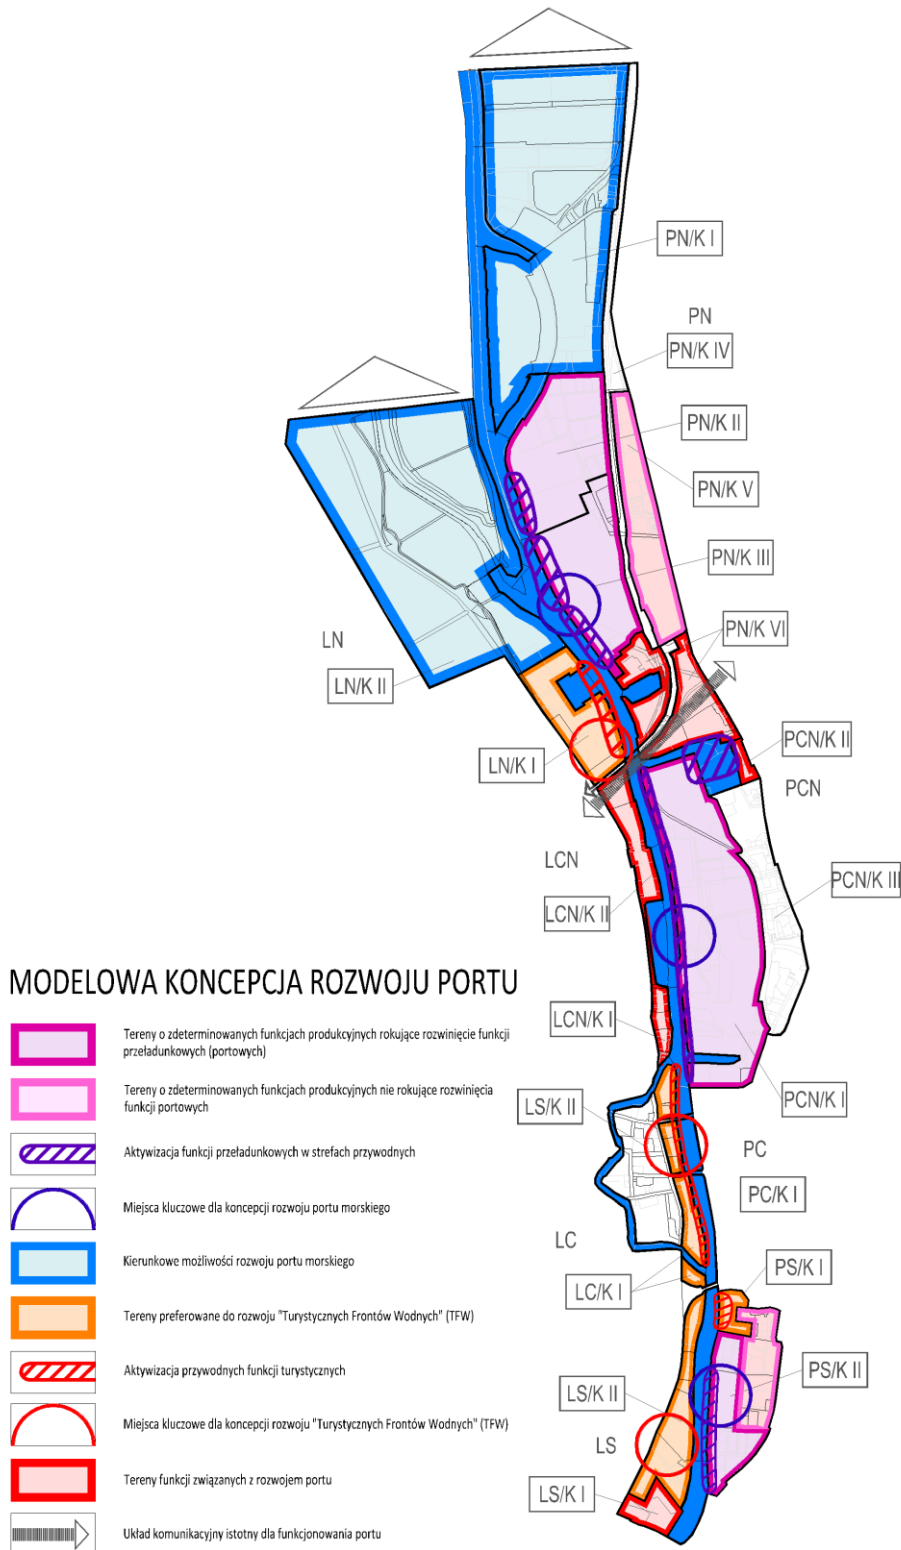 PN/K I
PN
PN/K IV
PN/K II
PN/K V
PN/K III
PN/K VI
LN
LN/K II
PCN/K II
LN/K I
PCN
LCN
PCN/K III
LCN/K II
MODELOWA KONCEPCJA ROZWOJU PORTU
LCN/K I
Tereny o zdeterminowanych funkcjach produkcyjnych rokujące rozwinięcie funkcji
przeładunkowych (portowych)
Tereny o zdeterminowanych funkcjach produkcyjnych nie rokujące rozwinięcia
funkcji portowych
PCN/K I
LS/K II
PC
Aktywizacja funkcji przeładunkowych w strefach przywodnych
PC/K I
Miejsca kluczowe dla koncepcji rozwoju portu morskiego
LC
Kierunkowe możliwości rozwoju portu morskiego
PS/K I
LC/K I
Tereny preferowane do rozwoju "Turystycznych Frontów Wodnych" (TFW)
Aktywizacja przywodnych funkcji turystycznych
PS/K II
LS/K II
Miejsca kluczowe dla koncepcji rozwoju "Turystycznych Frontów Wodnych" (TFW)
LS
Tereny funkcji związanych z rozwojem portu
LS/K I
Układ komunikacyjny istotny dla funkcjonowania portu